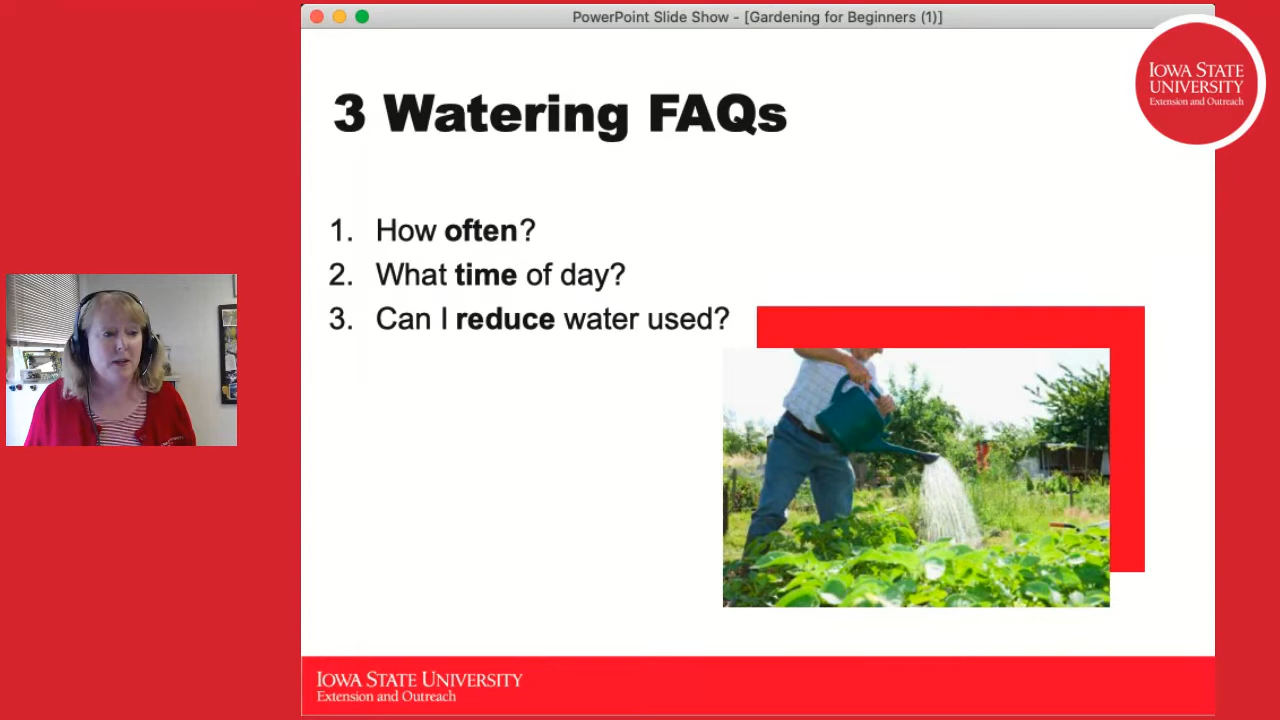 PowerPoint Slide Show - [Gardening for Beginners (1)]
IOWA STATE
UNIVERSITY
Extension and Outreach
3 Watering FAQs
1. How often?
2. What time of day?
3. Can I reduce water used?
IOWA STATE UNIVERSITY
Extension and Outreach